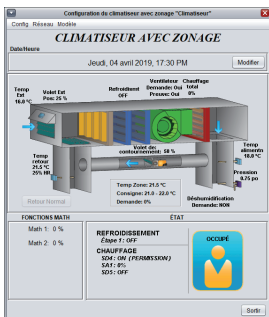 Configuration du climatiseur avec zonage "Climatiseur"
Config Réseau Modèle
CLIMATISEUR AVEC ZONAGE
Date/Heure
Jeudi, 04 avril 2019, 17:30 PM
Modifier
Temp
Ext
16.0 °C
Volet Ext
Pos: 25 %
Refroidient
OFF
Ventilateur
Demande: Oui
Preuve: Oui
Chauffage
total
0%
Temp
retour
21.5 °C
25% HR
Volet de
contournement: 50 %
Temp
alimentn
18.0 °C
Pression
0.75 po
Temp Zone: 21.5 °C
Consigne: 21.0 - 22.0 °C
Demande: 0%
Retour Normal
Déshumidification
Demande: NON
FONCTIONS MATH
Math 1: 0 %
Math 2: 0 %
ÉTAT
REFROIDISSEMENT
Étape 1: OFF
CHAUFFAGE
SD4: ON (PERMISSION)
SA1: 0%
SD5: OFF
OCCUPÉ
Sortir